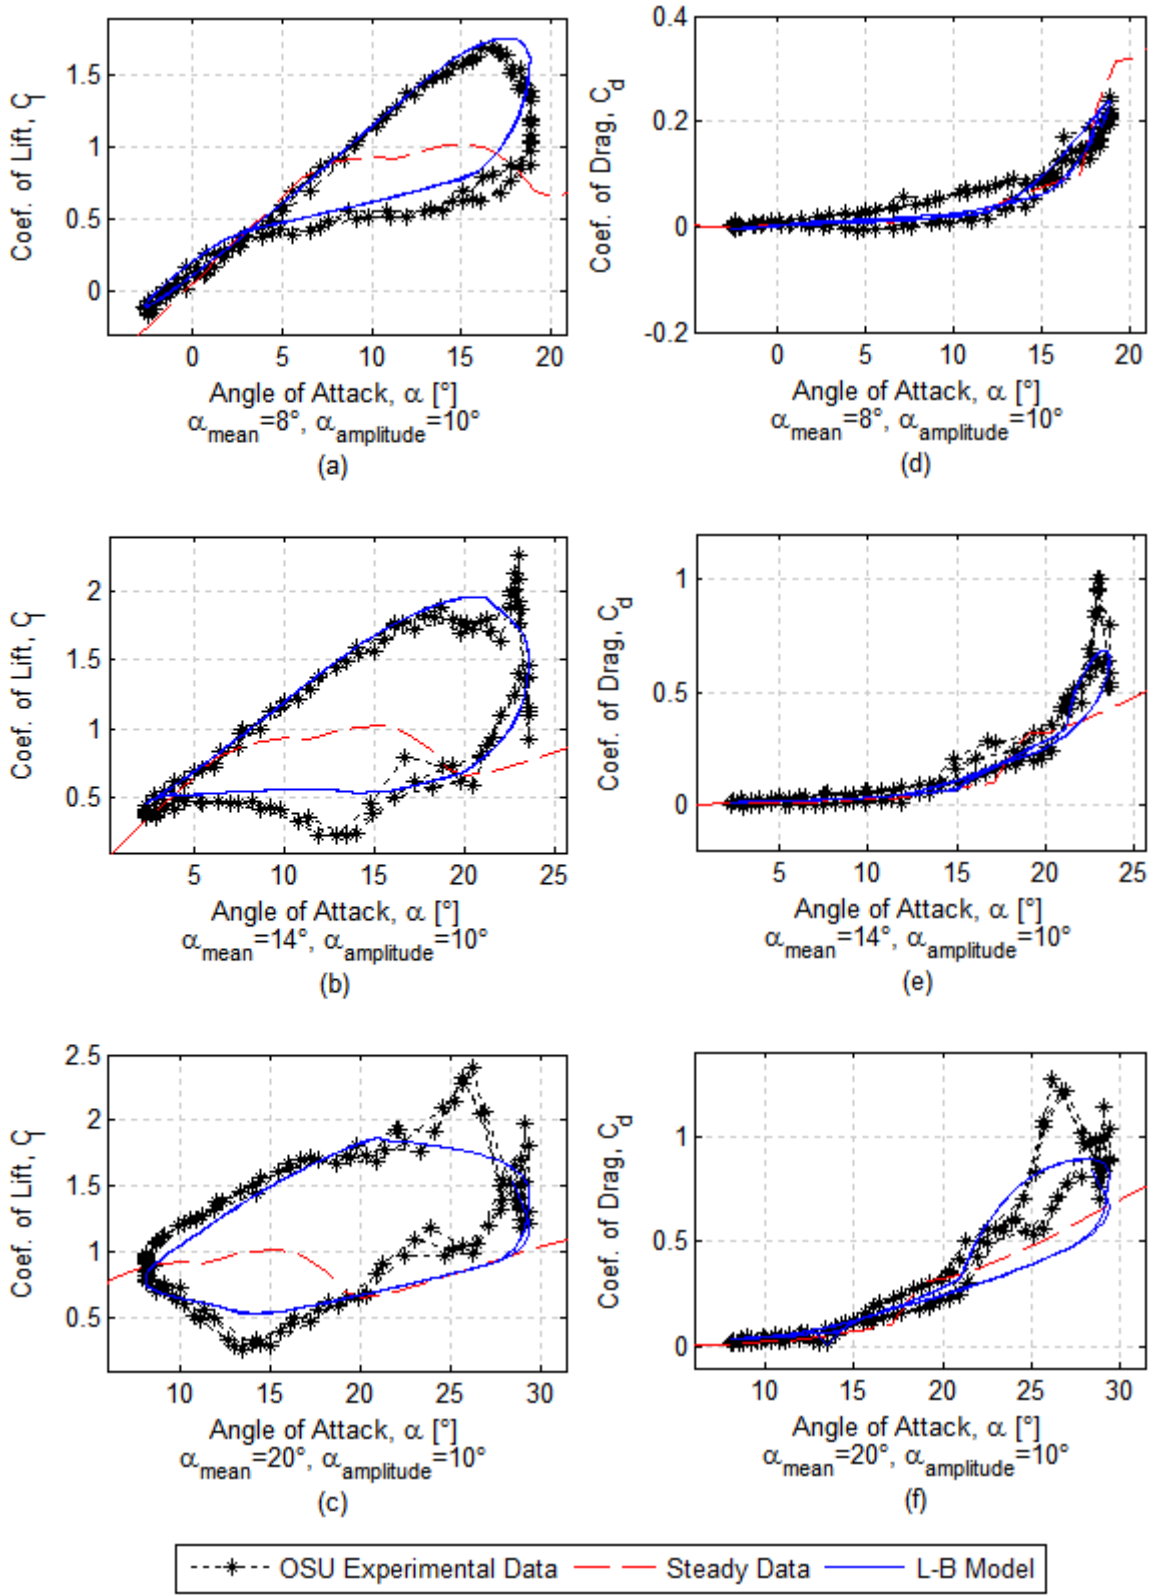 1.5
1
0.5
0
Coef. of Lift, Cl
0 5 10 15 20
Angle of Attack, α [°]
αmean=8°, αamplitude=10°
(a)
0.4
0.2
0
-0.2
Coef. of Drag, Cd
0 5 10 15 20
Angle of Attack, α [°]
αmean=8°, αamplitude=10°
(d)
2
1.5
1
0.5
Coef. of Lift, Cl
5 10 15 20 25
Angle of Attack, α [°]
αmean=14°, αamplitude=10°
(b)
1
0.5
0
Coef. of Drag, Cd
5 10 15 20 25
Angle of Attack, α [°]
αmean=14°, αamplitude=10°
(e)
2.5
2
1.5
1
0.5
Coef. of Lift, Cl
10 15 20 25 30
Angle of Attack, α [°]
αmean=20°, αamplitude=10°
(c)
1
0.5
0
Coef. of Drag, Cd
10 15 20 25 30
Angle of Attack, α [°]
αmean=20°, αamplitude=10°
(f)
OSU Experimental Data Steady Data L-B Model